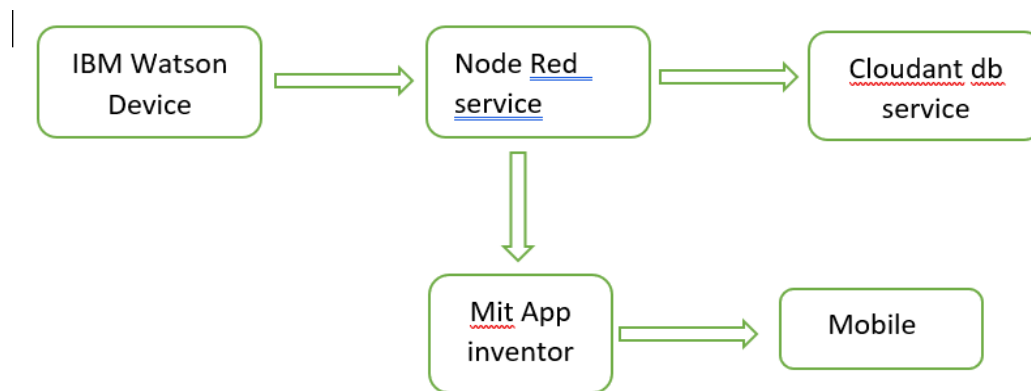 IBM Watson
Device
Node Red
service
Cloudant db
service
Mit App
inventor
Mobile